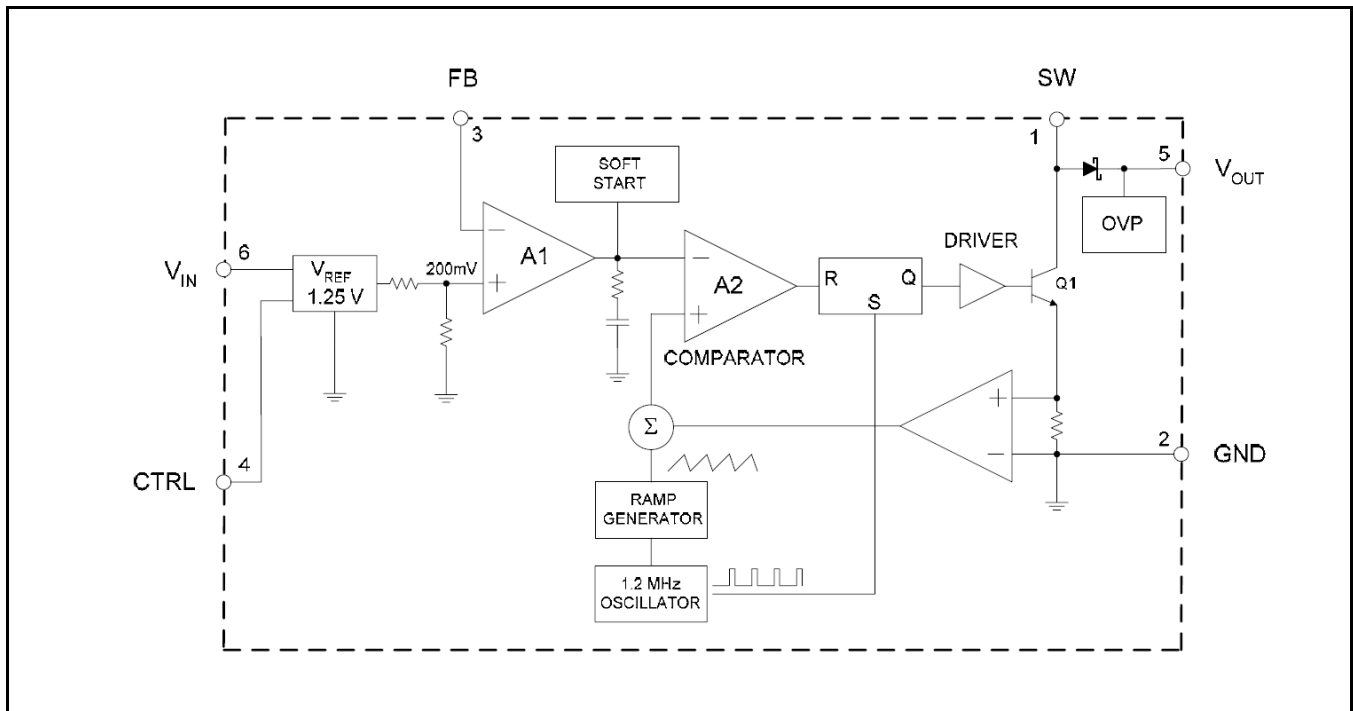 FB
SW
3
1
SOFT
START
5
VOUT
OVP
6
VIN
VREF
1.25 V
200mV
−
+
A1
−
+
A2
COMPARATOR
R
Q
S
DRIVER
Q1
Σ
+
−
2
GND
4
CTRL
RAMP
GENERATOR
1.2 MHz
OSCILLATOR